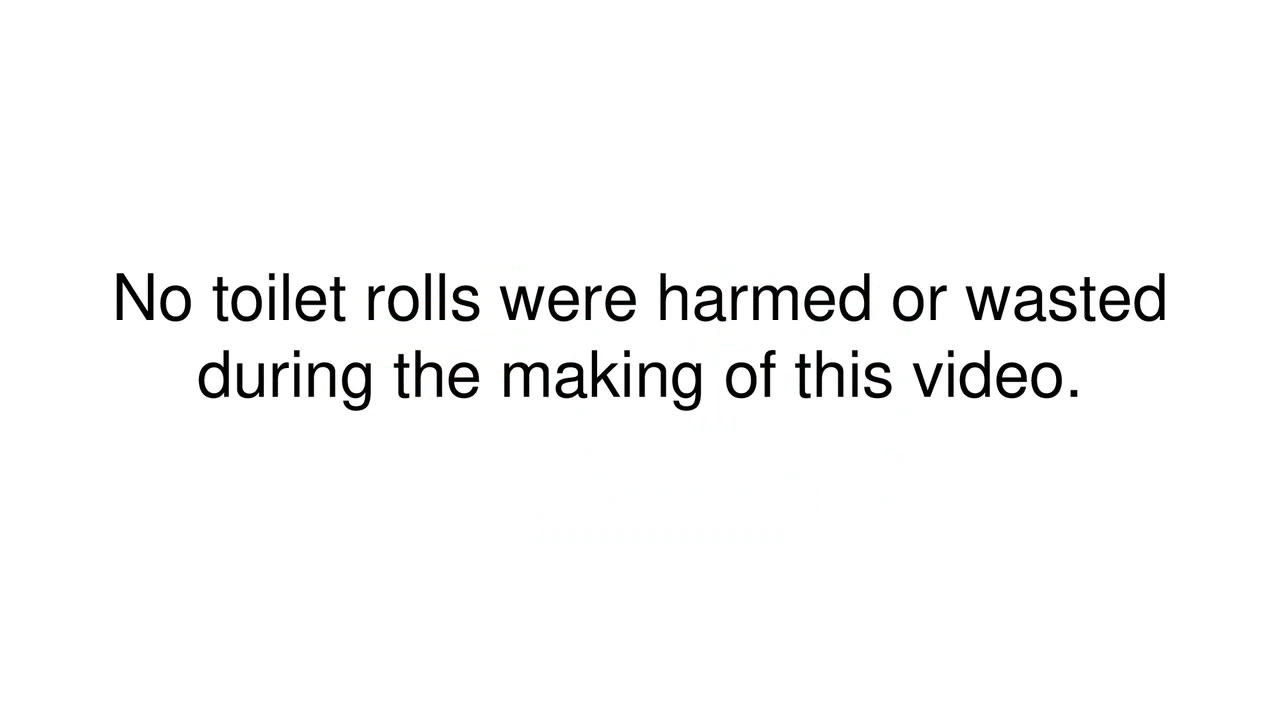 No toilet rolls were harmed or wasted
during the making of this video.